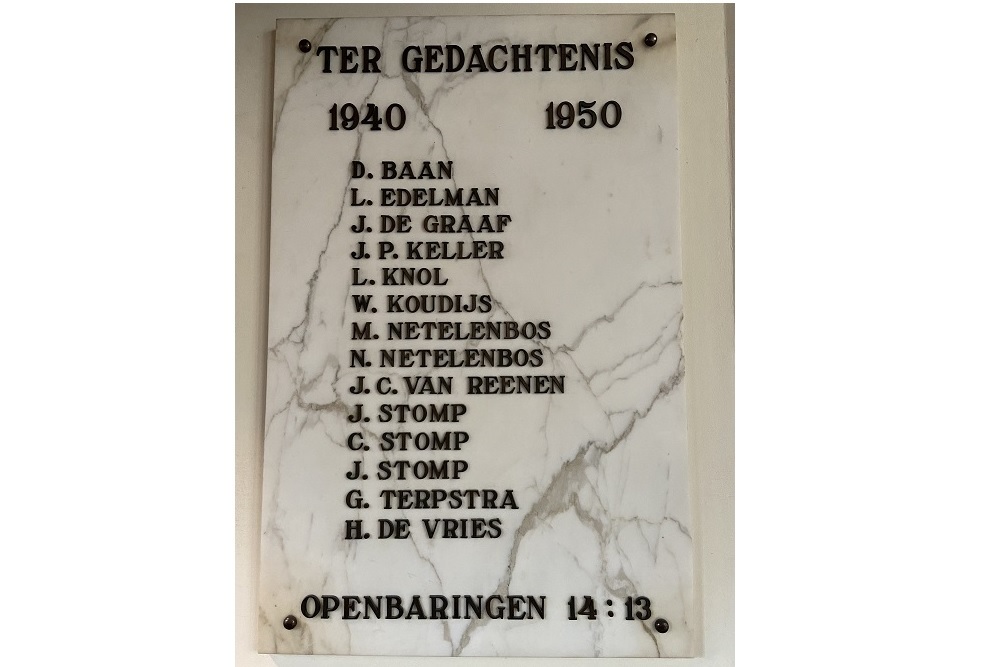 TER GEDACHTENIS
1940 1950
D. BAAN
L. EDELMAN
J. DE GRAAF
J. P. KELLER
L. KNOL
W. KOUDIJS
M. NETELENBOS
N. NETELENBOS
J. C. VAN REENEN
J. STOMP
C. STOMP
J. STOMP
G. TERPSTRA
H. DE VRIES
OPENBARINGEN 14 : 13